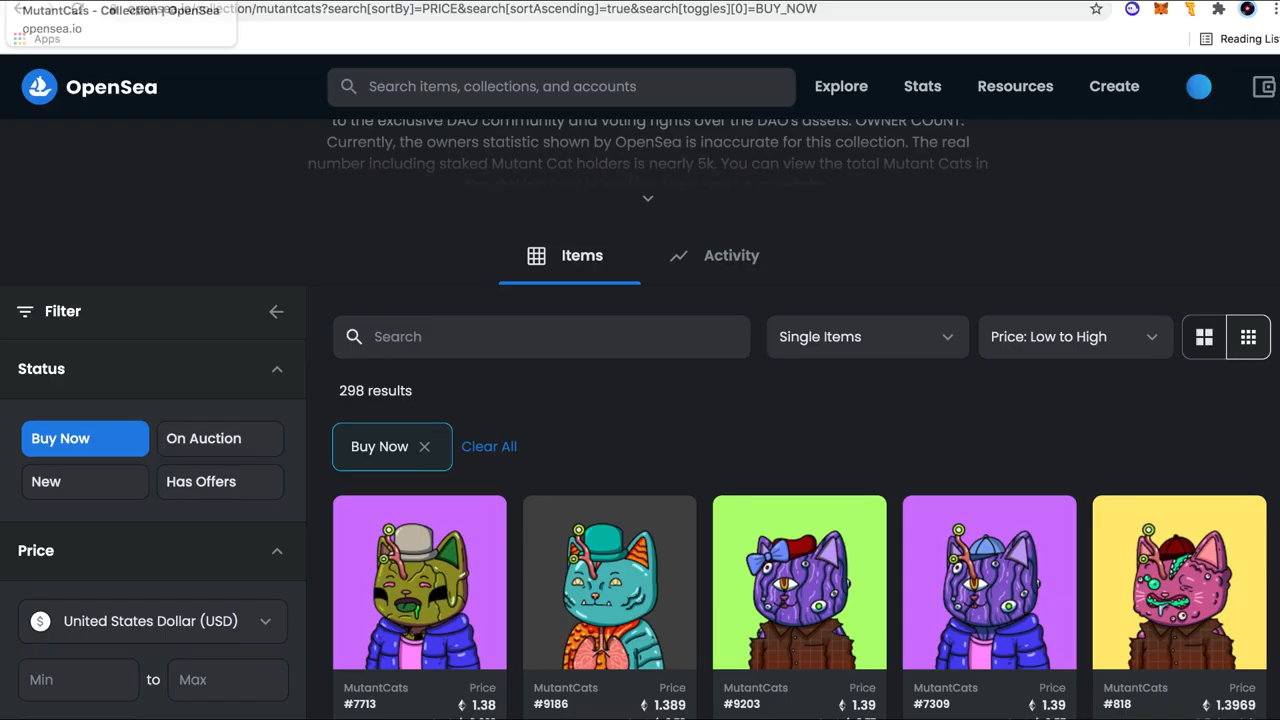 MutantCats - Collection | OpenSea
opensea.io/collection/mutantcats?search[sortBy]=PRICE&search[sortAscending]=true&search[toggles][0]=BUY_NOW
opensea.io
Apps
Reading List
OpenSea
Search items, collections, and accounts
Explore
Stats
Resources
Create
to the exclusive DAO community and voting rights over the DAO's assets. OWNER COUNT:
Currently, the owners statistic shown by OpenSea is inaccurate for this collection. The real
number including staked Mutant Cat holders is nearly 5k. You can view the total Mutant Cats in
Items
Activity
Filter
Search
Single Items
Price: Low to High
Status
298 results
Buy Now
On Auction
Buy Now
Clear All
New
Has Offers
Price
United States Dollar (USD)
Min
to
Max
MutantCats
Price
#7713
1.38
MutantCats
Price
#9186
1.389
MutantCats
Price
#9203
1.39
MutantCats
Price
#7309
1.39
MutantCats
Price
#818
1.3969